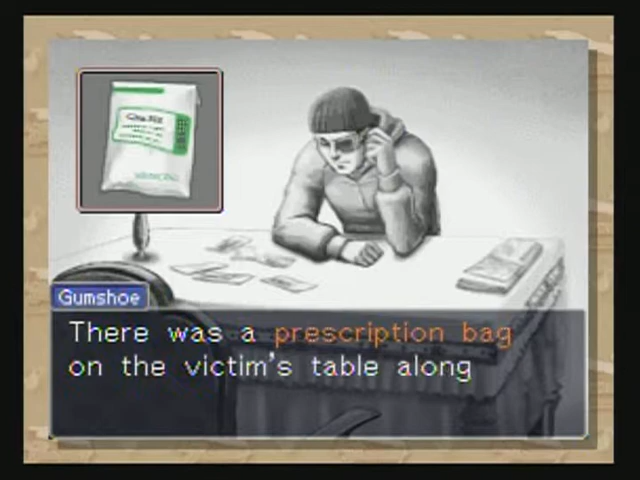 Gumshoe
There was a prescription bag
on the victim's table along